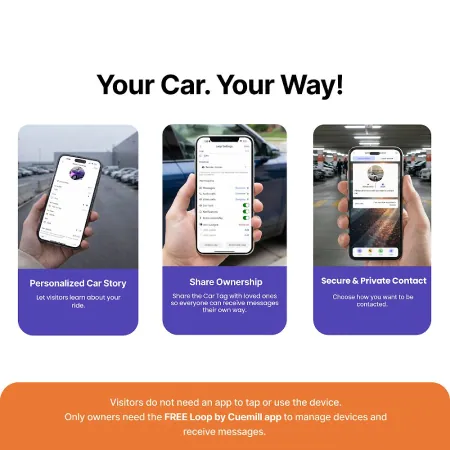 Your Car. Your Way!
Personalized Car Story
Let visitors learn about your
ride.
Share Ownership
Share the Car Tag with loved ones
so everyone can receive messages
their own way.
Secure & Private Contact
Choose how you want to be
contacted.
Visitors do not need an app to tap or use the device.
Only owners need the FREE Loop by Cuemill app to manage devices and
receive messages.